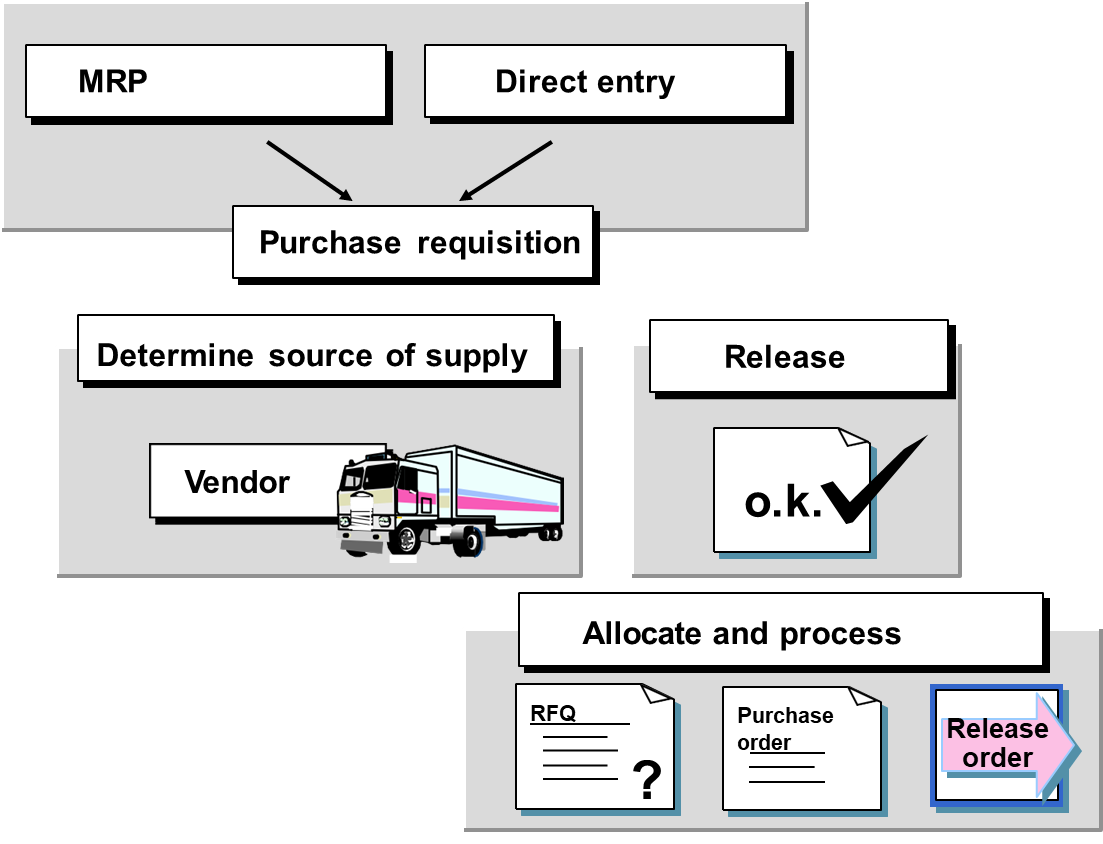 MRP
Direct entry
Purchase requisition
Determine source of supply
Release
Vendor
o.k.
Allocate and process
RFQ
?
Purchase
order
Release
order